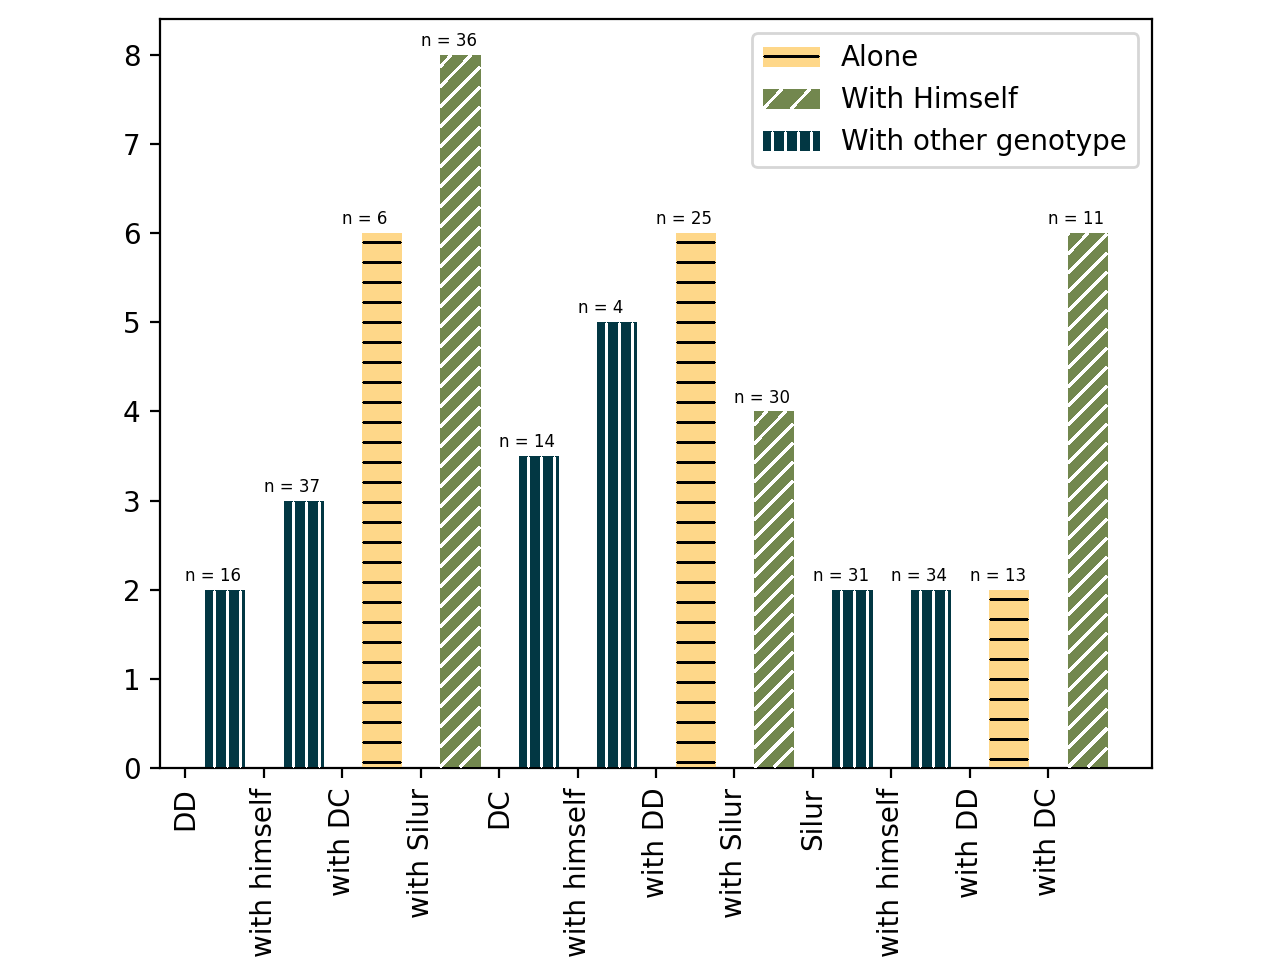 Alone
With Himself
With other genotype
8
7
6
5
4
3
2
1
0
n = 16
n = 37
n = 6
n = 36
n = 14
n = 4
n = 25
n = 30
n = 31
n = 34
n = 13
n = 11
DD
with himself
with DC
with Silur
DC
with himself
with DD
with Silur
Silur
with himself
with DD
with DC